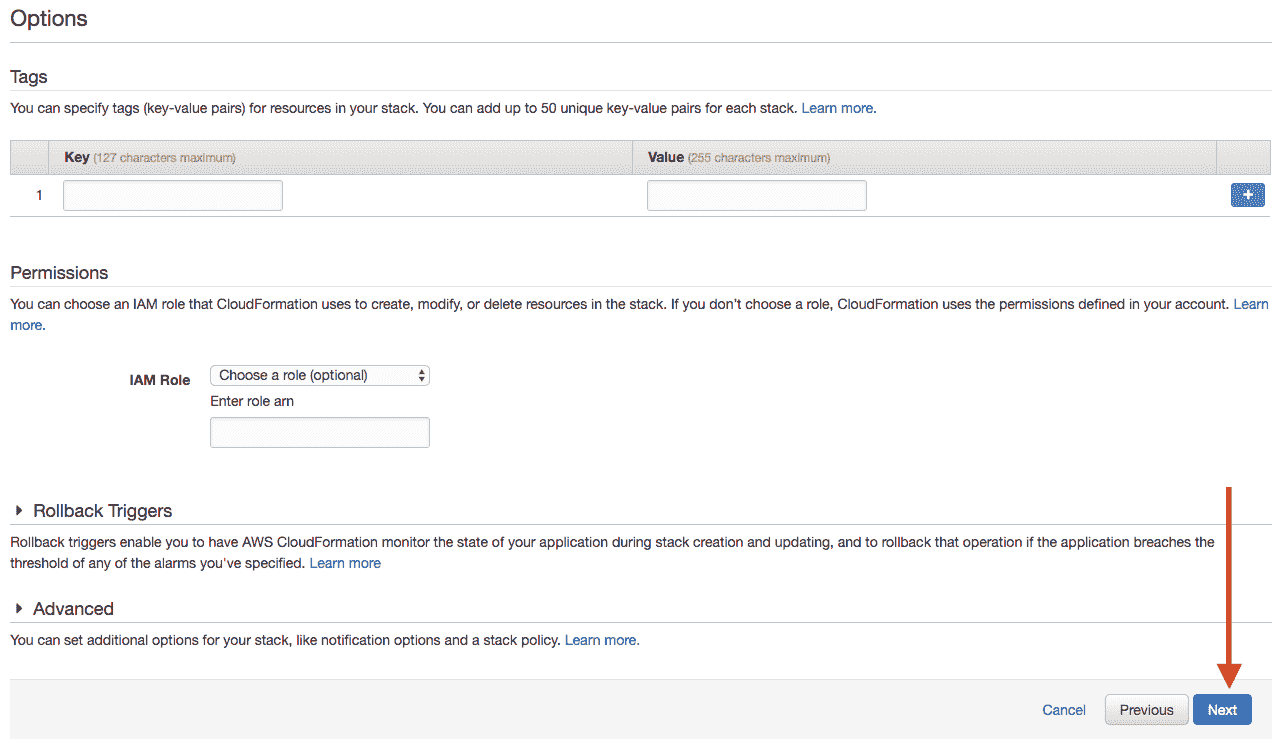 Options
Tags
You can specify tags (key-value pairs) for resources in your stack. You can add up to 50 unique key-value pairs for each stack. Learn more.
Key (127 characters maximum) Value (255 characters maximum)
1 +
Permissions
You can choose an IAM role that CloudFormation uses to create, modify, or delete resources in the stack. If you don't choose a role, CloudFormation uses the permissions defined in your account. Learn
more.
IAM Role Choose a role (optional)
Enter role arn
Rollback Triggers
Rollback triggers enable you to have AWS CloudFormation monitor the state of your application during stack creation and updating, and to rollback that operation if the application breaches the
threshold of any of the alarms you've specified. Learn more
Advanced
You can set additional options for your stack, like notification options and a stack policy. Learn more.
Cancel Previous Next